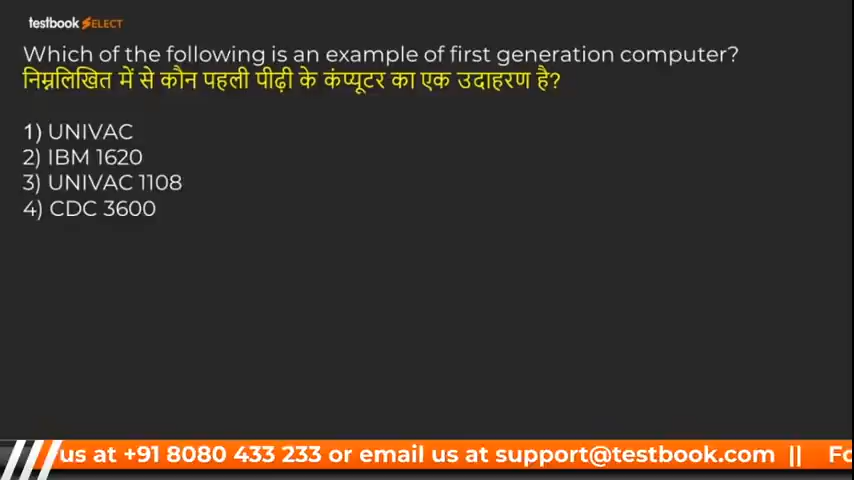 testbook SELECT
Which of the following is an example of first generation computer?
निम्नलिखित में से कौन पहली पीढ़ी के कंप्यूटर का एक उदाहरण है?
1) UNIVAC
2) IBM 1620
3) UNIVAC 1108
4) CDC 3600
us at +91 8080 433 233 or email us at support@testbook.com || Fo